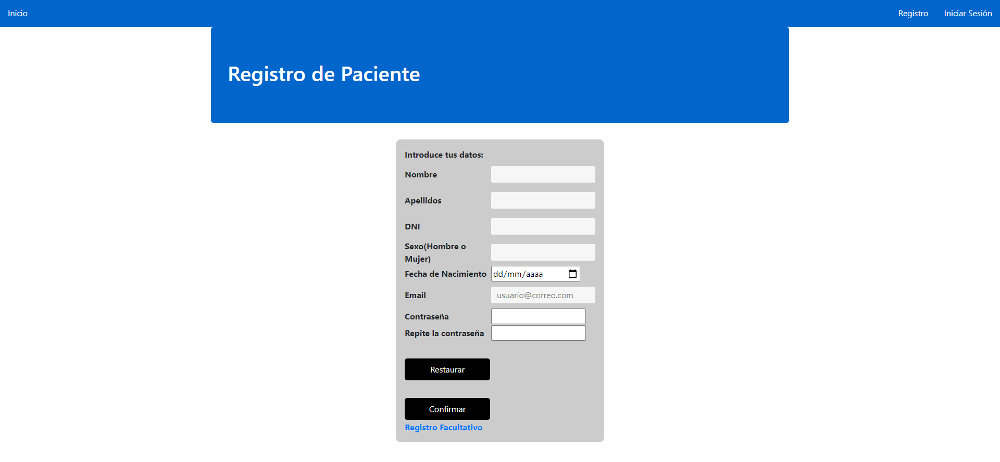 Inicio
Registro
Iniciar Sesión
Registro de Paciente
Introduce tus datos:
Nombre
Apellidos
DNI
Sexo(Hombre o
Mujer)
Fecha de Nacimiento
dd/mm/aaaa
Email
usuario@correo.com
Contraseña
Repite la contraseña
Restaurar
Confirmar
Registro Facultativo